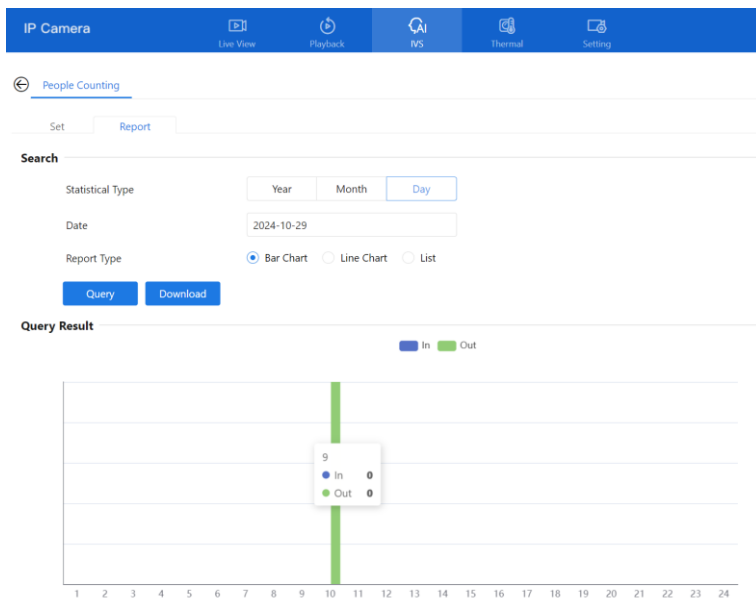 IP Camera
Live View Playback AI IVS Thermal Setting
People Counting
Set Report
Search
Statistical Type Year Month Day
Date 2024-10-29
Report Type Bar Chart Line Chart List
Query Download
Query Result
In Out
9
In 0
Out 0
1 2 3 4 5 6 7 8 9 10 11 12 13 14 15 16 17 18 19 20 21 22 23 24